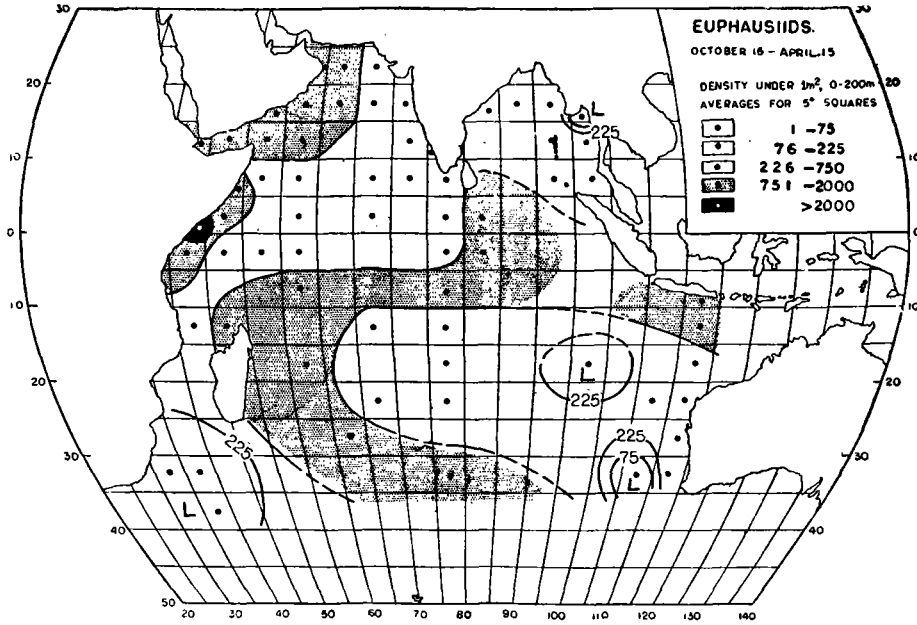 EUPHAUSIIDS.
OCTOBER 16 - APRIL.15
DENSITY UNDER 1m², 0-200m
AVERAGES FOR 5° SQUARES
1 - 75
76 - 225
226 - 750
751 - 2000
>2000
30
30
20
20
10
10
0
0
10
10
20
20
30
30
40
40
50
L
225
L
225
225
75
L
225
L
20 30 40 50 60 70 80 90 100 110 120 130 140